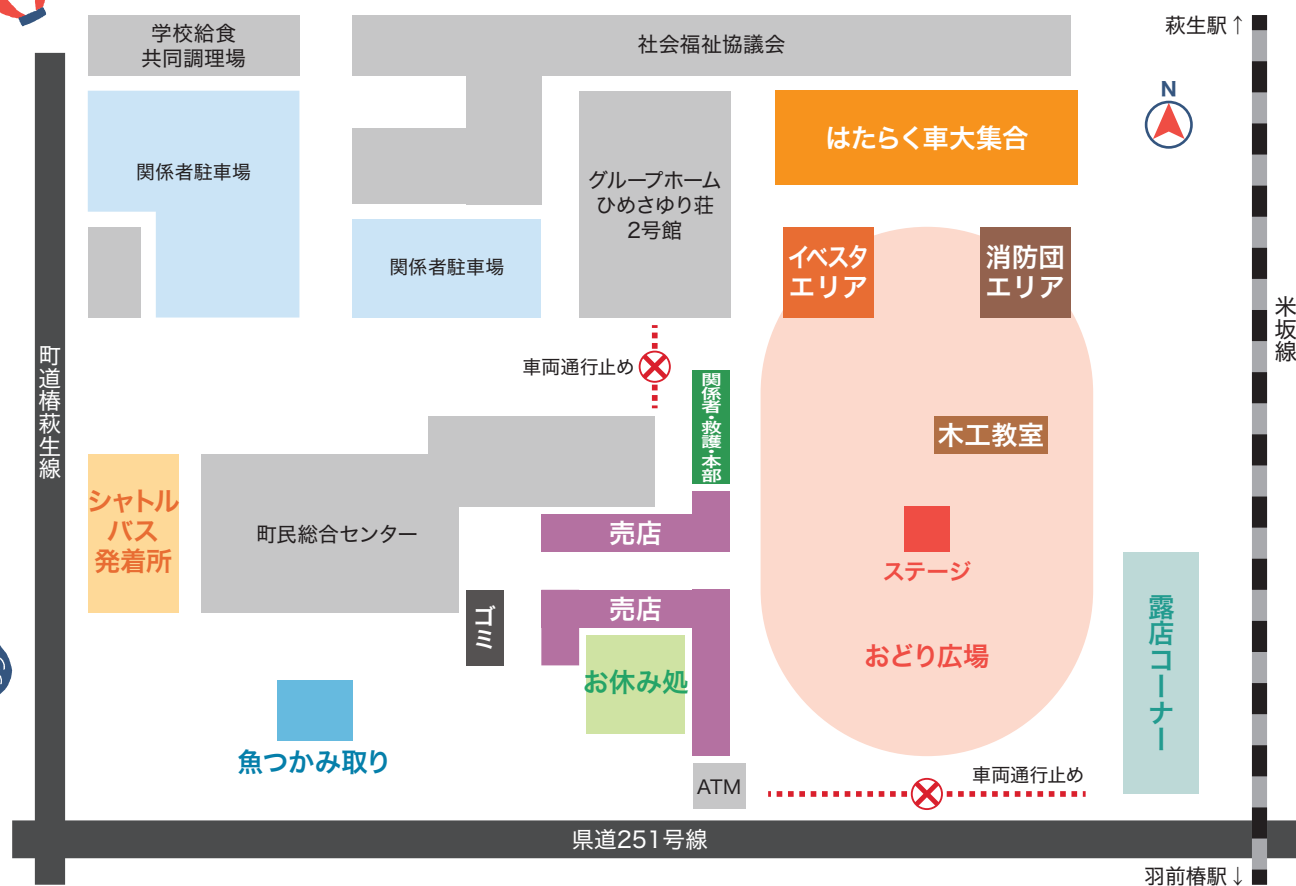 学校給食
共同調理場
社会福祉協議会
萩生駅↑
N
はたらく車大集合
関係者駐車場
グループホーム
ひめさゆり荘
2号館
関係者駐車場
イベスタ
エリア
消防団
エリア
米坂線
町道椿萩生線
車両通行止め
関係者・救護・本部
木工教室
シャトル
バス
発着所
町民総合センター
売店
ステージ
ゴミ
売店
露店コーナー
おどり広場
お休み処
魚つかみ取り
ATM
車両通行止め
県道251号線
羽前椿駅↓